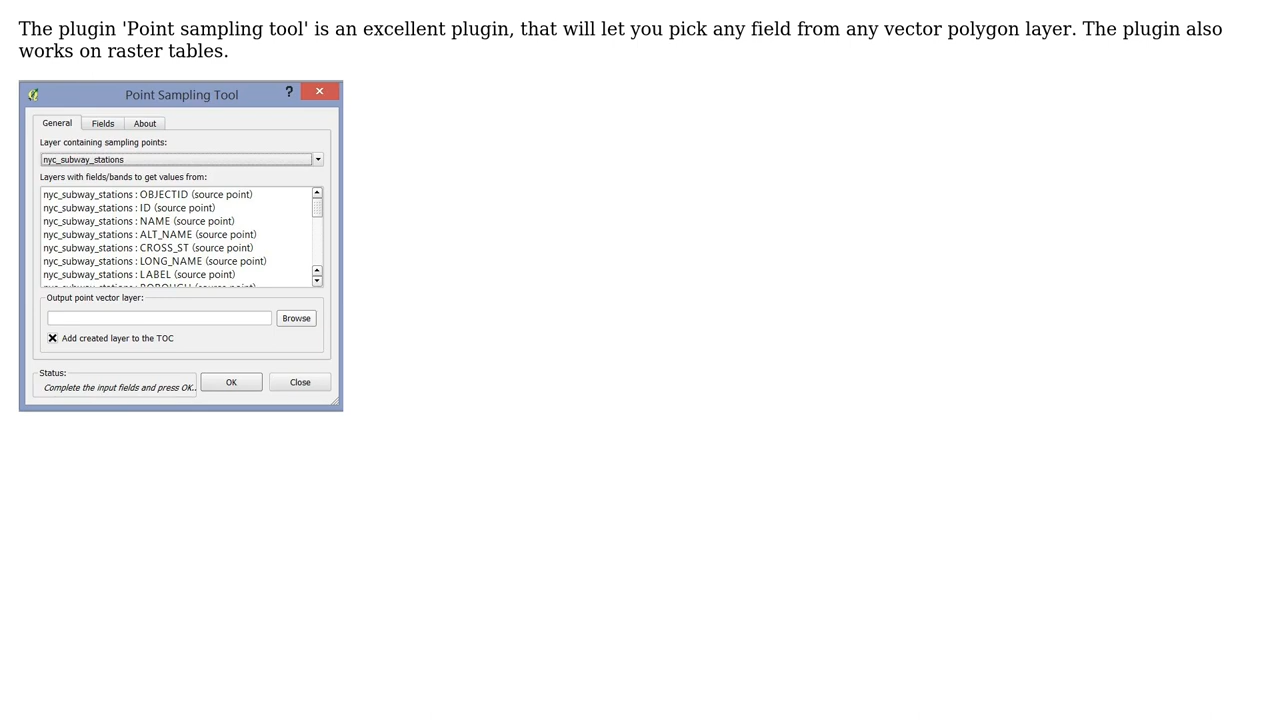 The plugin 'Point sampling tool' is an excellent plugin, that will let you pick any field from any vector polygon layer. The plugin also
works on raster tables.
Point Sampling Tool
?
General Fields About
Layer containing sampling points:
nyc_subway_stations
Layers with fields/bands to get values from:
nyc_subway_stations : OBJECTID (source point)
nyc_subway_stations : ID (source point)
nyc_subway_stations : NAME (source point)
nyc_subway_stations : ALT_NAME (source point)
nyc_subway_stations : CROSS_ST (source point)
nyc_subway_stations : LONG_NAME (source point)
nyc_subway_stations : LABEL (source point)
Output point vector layer:
Browse
Add created layer to the TOC
Status:
Complete the input fields and press OK..
OK
Close